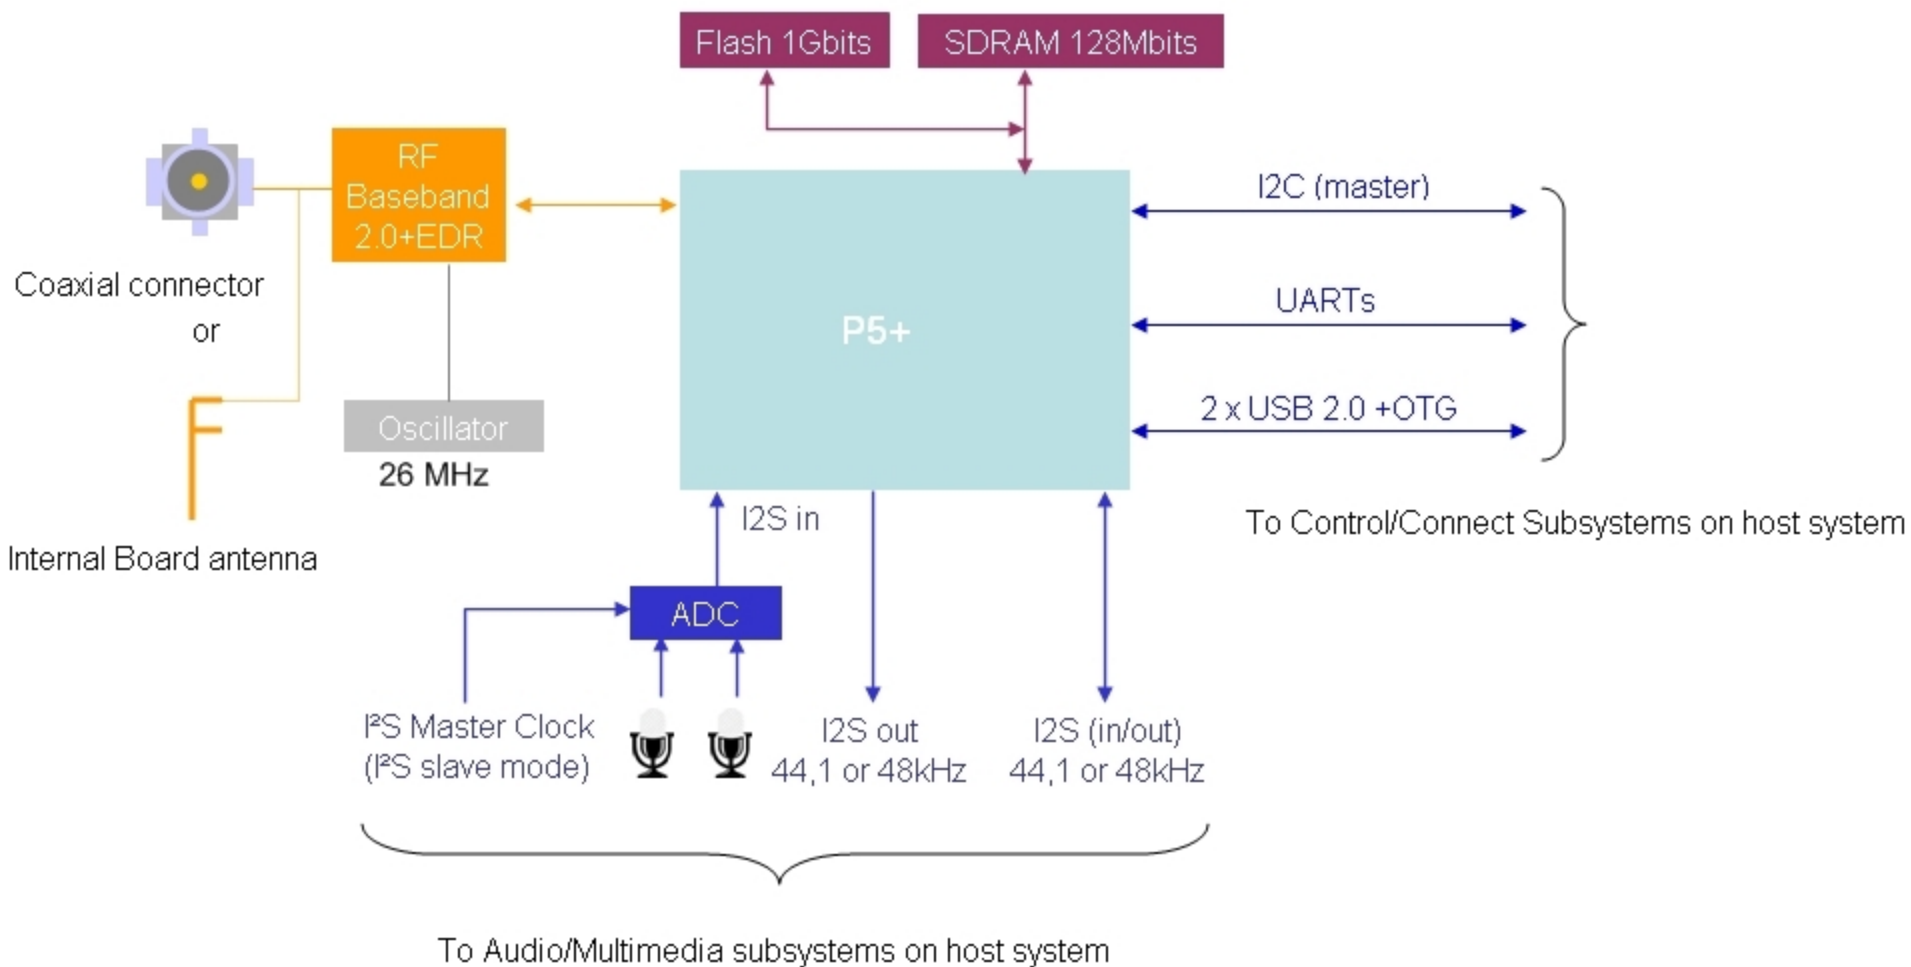 Flash 1Gbits
SDRAM 128Mbits
RF
Baseband
2.0+EDR
I2C (master)
Coaxial connector
or
UARTs
P5+
2 x USB 2.0 +OTG
Oscillator
26 MHz
I2S in
To Control/Connect Subsystems on host system
Internal Board antenna
ADC
I²S Master Clock
(I²S slave mode)
I2S out
44,1 or 48kHz
I2S (in/out)
44,1 or 48kHz
To Audio/Multimedia subsystems on host system